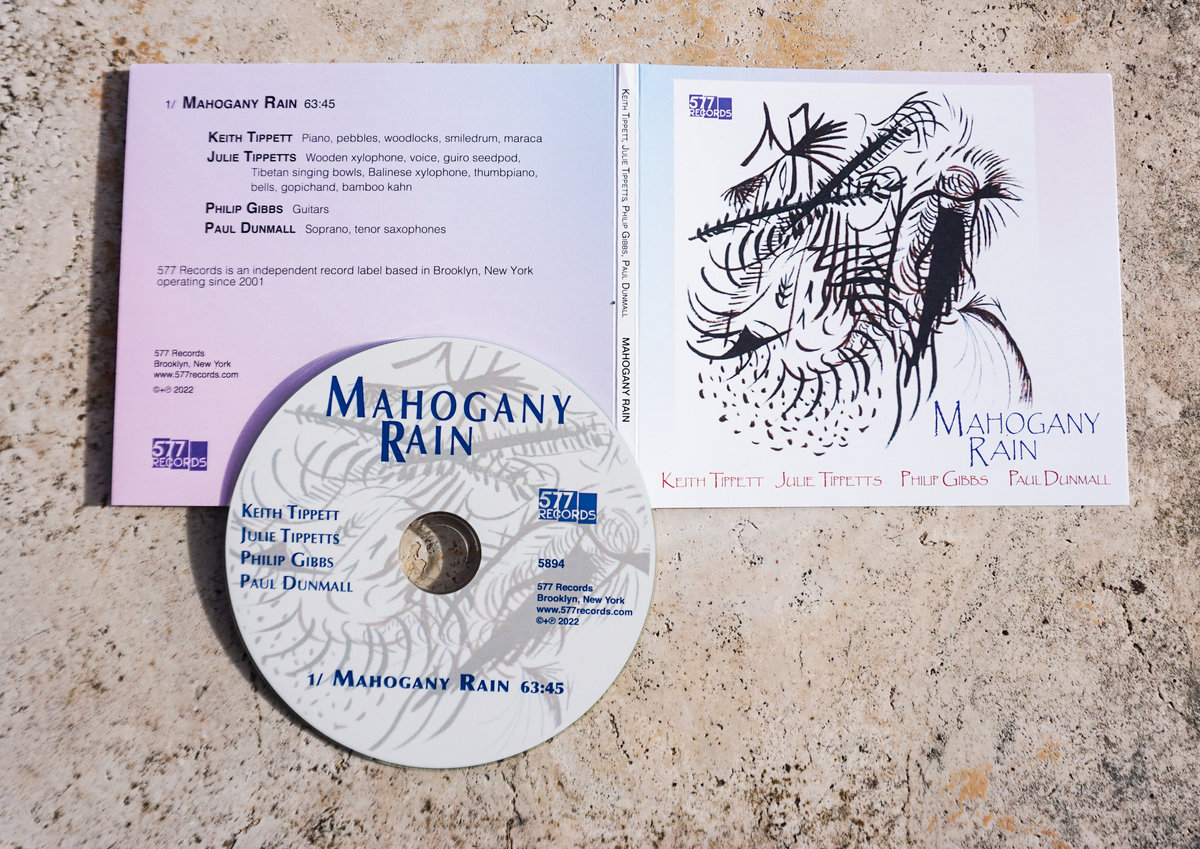 1/ MAHOGANY RAIN 63:45
KEITH TIPPETT Piano, pebbles, woodlocks, smiledrum, maraca
JULIE TIPPETTS Wooden xylophone, voice, guiro seedpod,
Tibetan singing bowls, Balinese xylophone, thumbpiano,
bells, gopichand, bamboo kahn
PHILIP GIBBS Guitars
PAUL DUNMALL Soprano, tenor saxophones
577 Records is an independent record label based in Brooklyn, New York
operating since 2001
577 Records
Brooklyn, New York
www.577records.com
©+℗ 2022
577
RECORDS
KEITH TIPPETT, JULIE TIPPETTS, PHILIP GIBBS, PAUL DUNMALL MAHOGANY RAIN
577
RECORDS
MAHOGANY
RAIN
KEITH TIPPETT JULIE TIPPETTS PHILIP GIBBS PAUL DUNMALL
MAHOGANY
RAIN
KEITH TIPPETT
JULIE TIPPETTS
PHILIP GIBBS
PAUL DUNMALL
577
RECORDS
5894
577 Records
Brooklyn, New York
www.577records.com
©+℗ 2022
1/ MAHOGANY RAIN 63:45